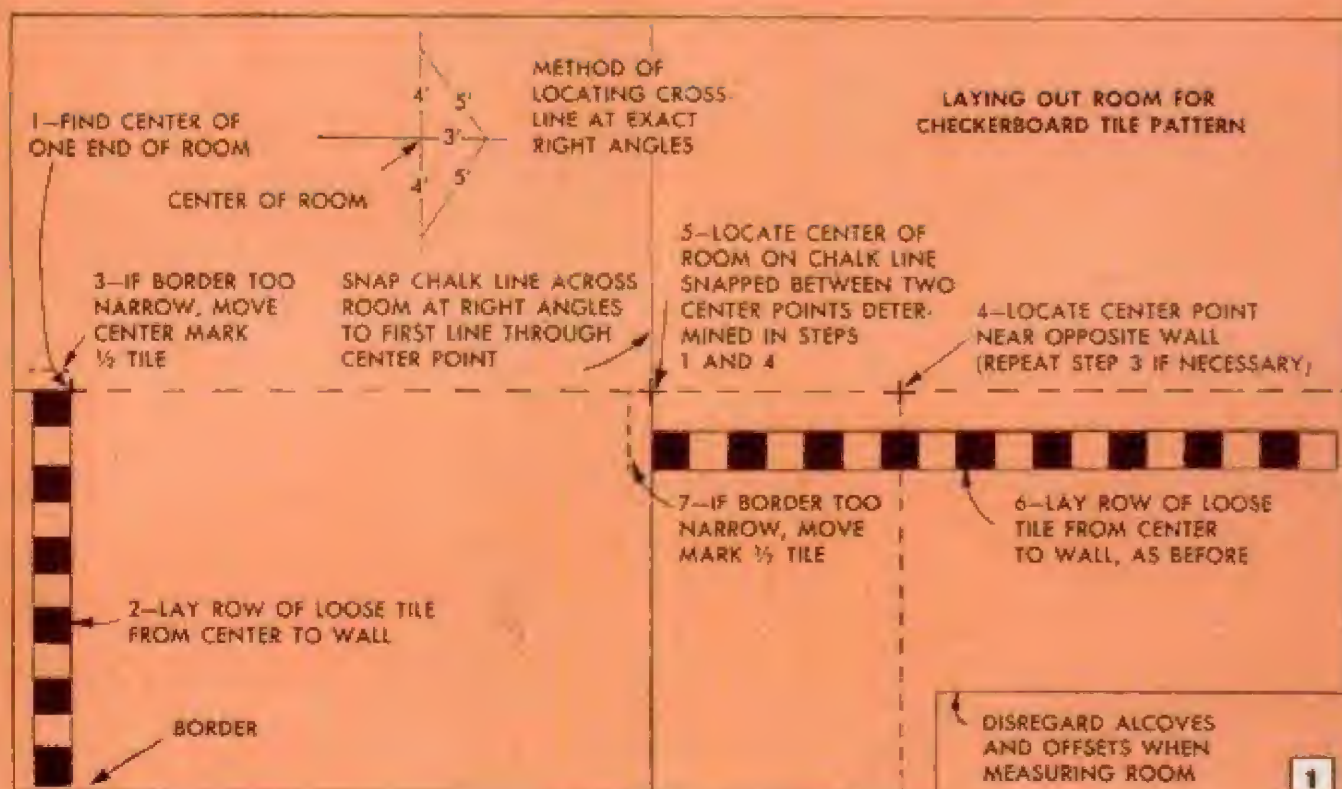 LAYING OUT ROOM FOR
CHECKERBOARD TILE PATTERN
METHOD OF
LOCATING CROSS-
LINE AT EXACT
RIGHT ANGLES
4'
5'
3'
4'
5'
CENTER OF ROOM
1—FIND CENTER OF
ONE END OF ROOM
3—IF BORDER TOO
NARROW, MOVE
CENTER MARK
½ TILE
SNAP CHALK LINE ACROSS
ROOM AT RIGHT ANGLES
TO FIRST LINE THROUGH
CENTER POINT
5—LOCATE CENTER OF
ROOM ON CHALK LINE
SNAPPED BETWEEN TWO
CENTER POINTS DETER-
MINED IN STEPS
1 AND 4
4—LOCATE CENTER POINT
NEAR OPPOSITE WALL
(REPEAT STEP 3 IF NECESSARY)
7—IF BORDER TOO
NARROW, MOVE
MARK ½ TILE
6—LAY ROW OF LOOSE
TILE FROM CENTER
TO WALL, AS BEFORE
2—LAY ROW OF LOOSE TILE
FROM CENTER TO WALL
BORDER
DISREGARD ALCOVES
AND OFFSETS WHEN
MEASURING ROOM
1